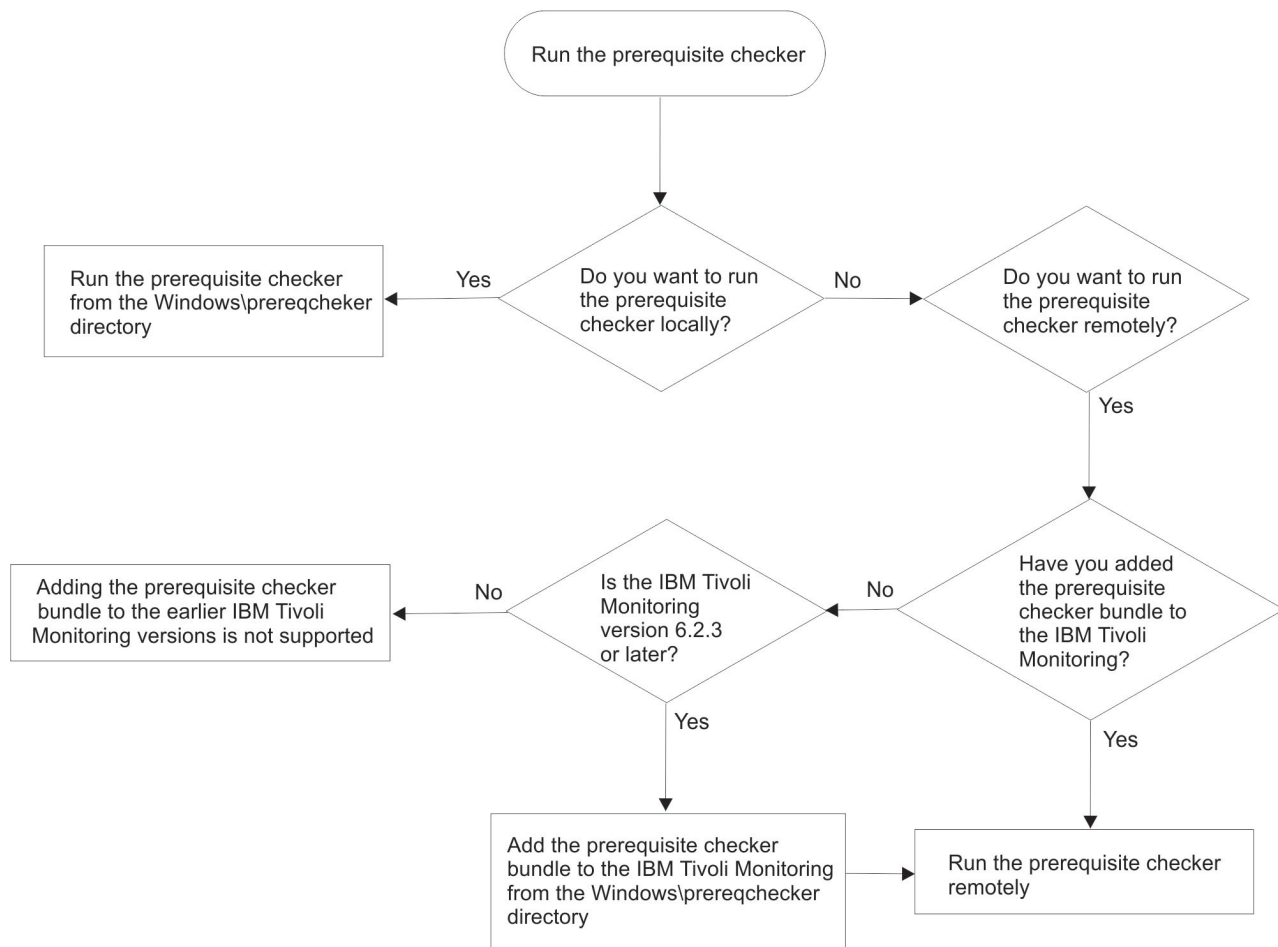 Run the prerequisite checker
Run the prerequisite checker
from the Windows\prereqcheker
directory
Yes
Do you want to run
the prerequisite
checker locally?
No
Do you want to run
the prerequisite
checker remotely?
Yes
Adding the prerequisite checker
bundle to the earlier IBM Tivoli
Monitoring versions is not supported
No
Is the IBM Tivoli
Monitoring
version 6.2.3
or later?
No
Have you added
the prerequisite
checker bundle to
the IBM Tivoli
Monitoring?
Yes
Yes
Add the prerequisite checker
bundle to the IBM Tivoli Monitoring
from the Windows\prereqchecker
directory
Run the prerequisite checker
remotely